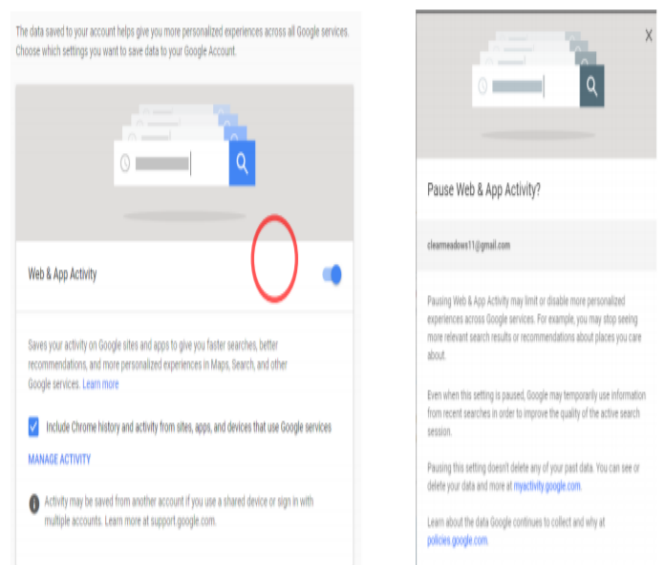 The data saved to your account helps give you more personalized experiences across all Google services.
Choose which settings you want to save data to your Google Account.
Web & App Activity
Saves your activity on Google sites and apps to give you faster searches, better
recommendations, and more personalized experiences in Maps, Search, and other
Google services. Learn more
Include Chrome history and activity from sites, apps, and devices that use Google services
MANAGE ACTIVITY
Activity may be saved from another account if you use a shared device or sign in with
multiple accounts. Learn more at support.google.com.
Pause Web & App Activity?
clearmeadows11@gmail.com
Pausing Web & App Activity may limit or disable more personalized
experiences across Google services. For example, you may stop seeing
more relevant search results or recommendations about places you care
about.
Even when this setting is paused, Google may temporarily use information
from recent searches in order to improve the quality of the active search
session.
Pausing this setting doesn't delete any of your past data. You can see or
delete your data and more at myactivity.google.com.
Learn about the data Google continues to collect and why at
policies.google.com.